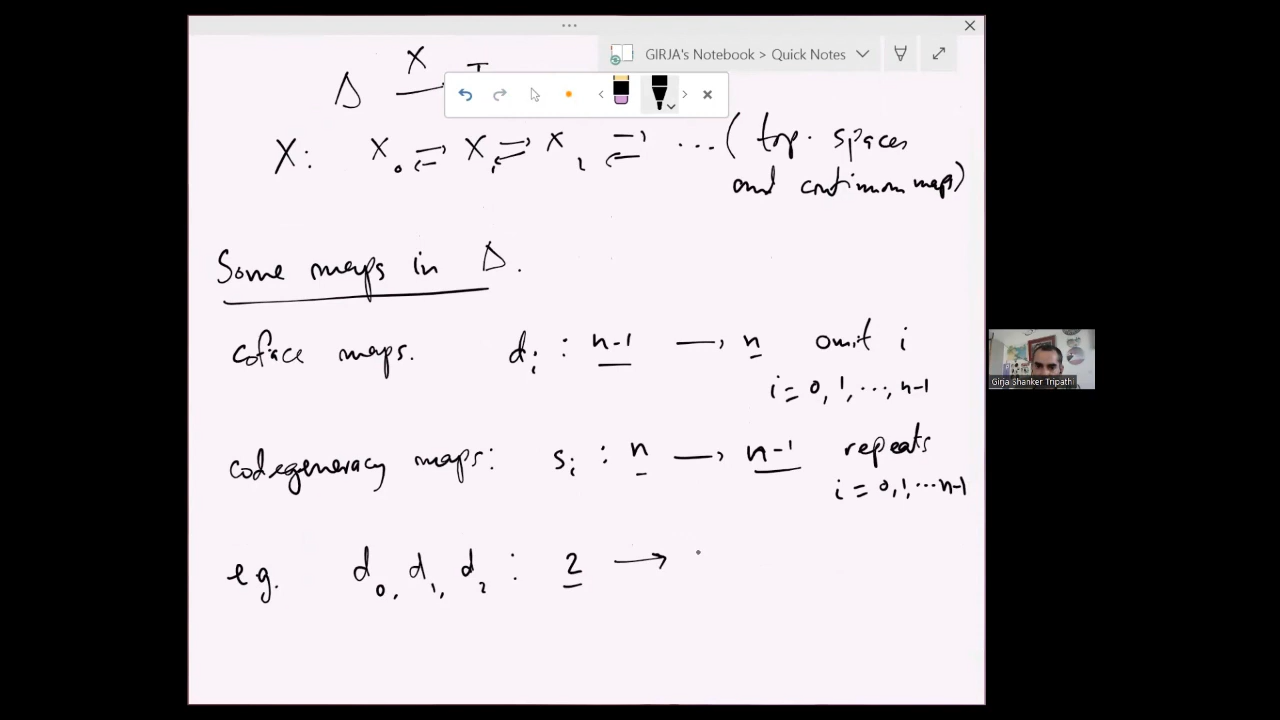 GIRJA's Notebook > Quick Notes
Δ X
X: X₀ ⇌ X₁ ⇌ X₂ ⇌ ... (top. spaces
and continuous maps)
Some maps in Δ.
coface maps. dᵢ : n-1 → n omit i
i = 0, 1, ..., n-1
codegeneracy maps: sᵢ : n → n-1 repeats
i = 0, 1, ... n-1
e.g. d₀, d₁, d₂ : 2 →
Girja Shanker Tripathi